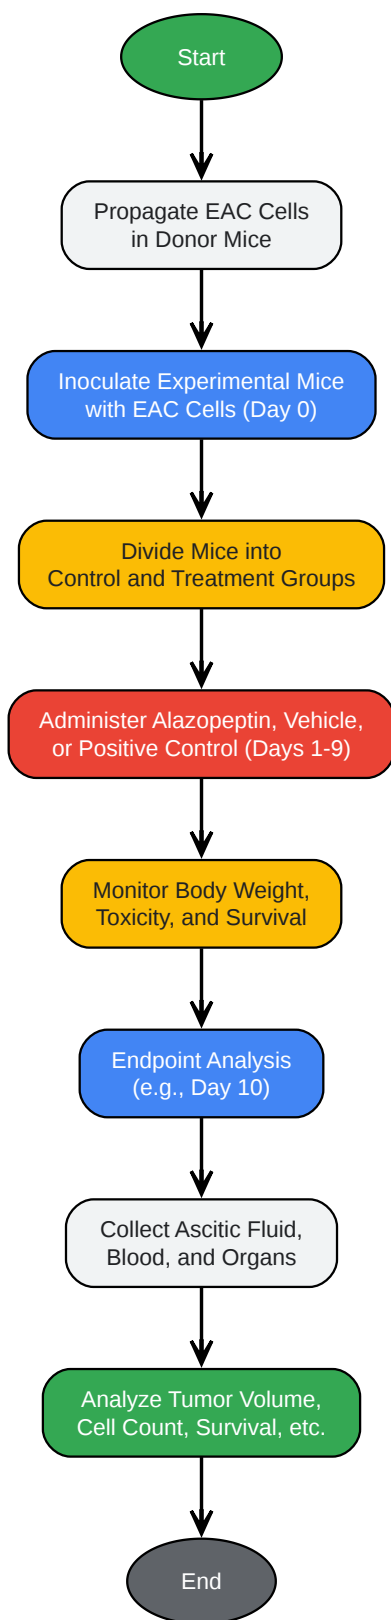 Start
Propagate EAC Cells
in Donor Mice
Inoculate Experimental Mice
with EAC Cells (Day 0)
Divide Mice into
Control and Treatment Groups
Administer Alazopeptin, Vehicle,
or Positive Control (Days 1-9)
Monitor Body Weight,
Toxicity, and Survival
Endpoint Analysis
(e.g., Day 10)
Collect Ascitic Fluid,
Blood, and Organs
Analyze Tumor Volume,
Cell Count, Survival, etc.
End